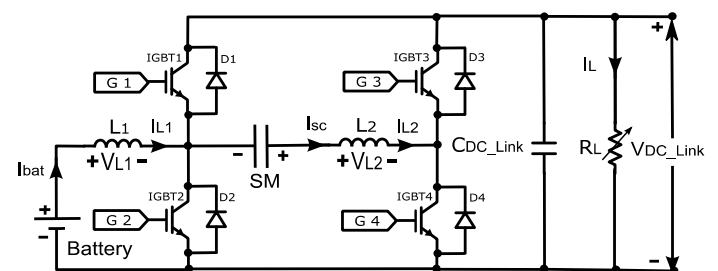 IGBT1 D1 IGBT3 D3
G 1 G 3
L1 IL1 Isc L2 IL2 CDC_Link IL
+VL1- - + +VL2- RL VDC_Link
SM
Ibat IGBT2 D2 IGBT4 D4
G 2 G 4
+
- Battery
+
-